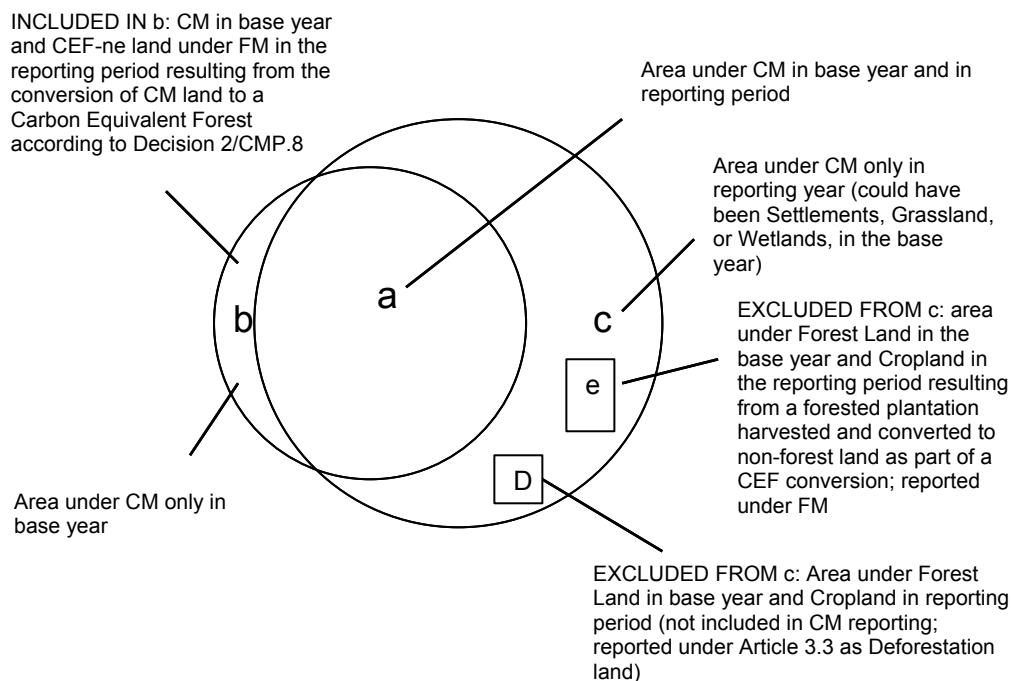 INCLUDED IN b: CM in base year
and CEF-ne land under FM in the
reporting period resulting from the
conversion of CM land to a
Carbon Equivalent Forest
according to Decision 2/CMP.8
Area under CM in base year and in
reporting period
Area under CM only in
reporting year (could have
been Settlements, Grassland,
or Wetlands, in the base
year)
a
b
c
EXCLUDED FROM c: area
under Forest Land in the
base year and Cropland in
the reporting period resulting
from a forested plantation
harvested and converted to
non-forest land as part of a
CEF conversion; reported
under FM
e
D
Area under CM only in
base year
EXCLUDED FROM c: Area under Forest
Land in base year and Cropland in reporting
period (not included in CM reporting;
reported under Article 3.3 as Deforestation
land)